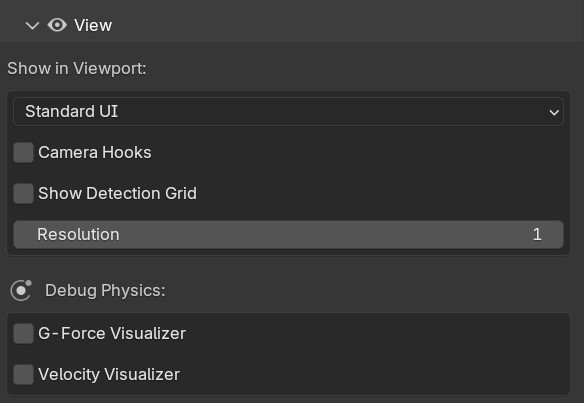 View
Show in Viewport:
Standard UI
Camera Hooks
Show Detection Grid
Resolution 1
Debug Physics:
G-Force Visualizer
Velocity Visualizer